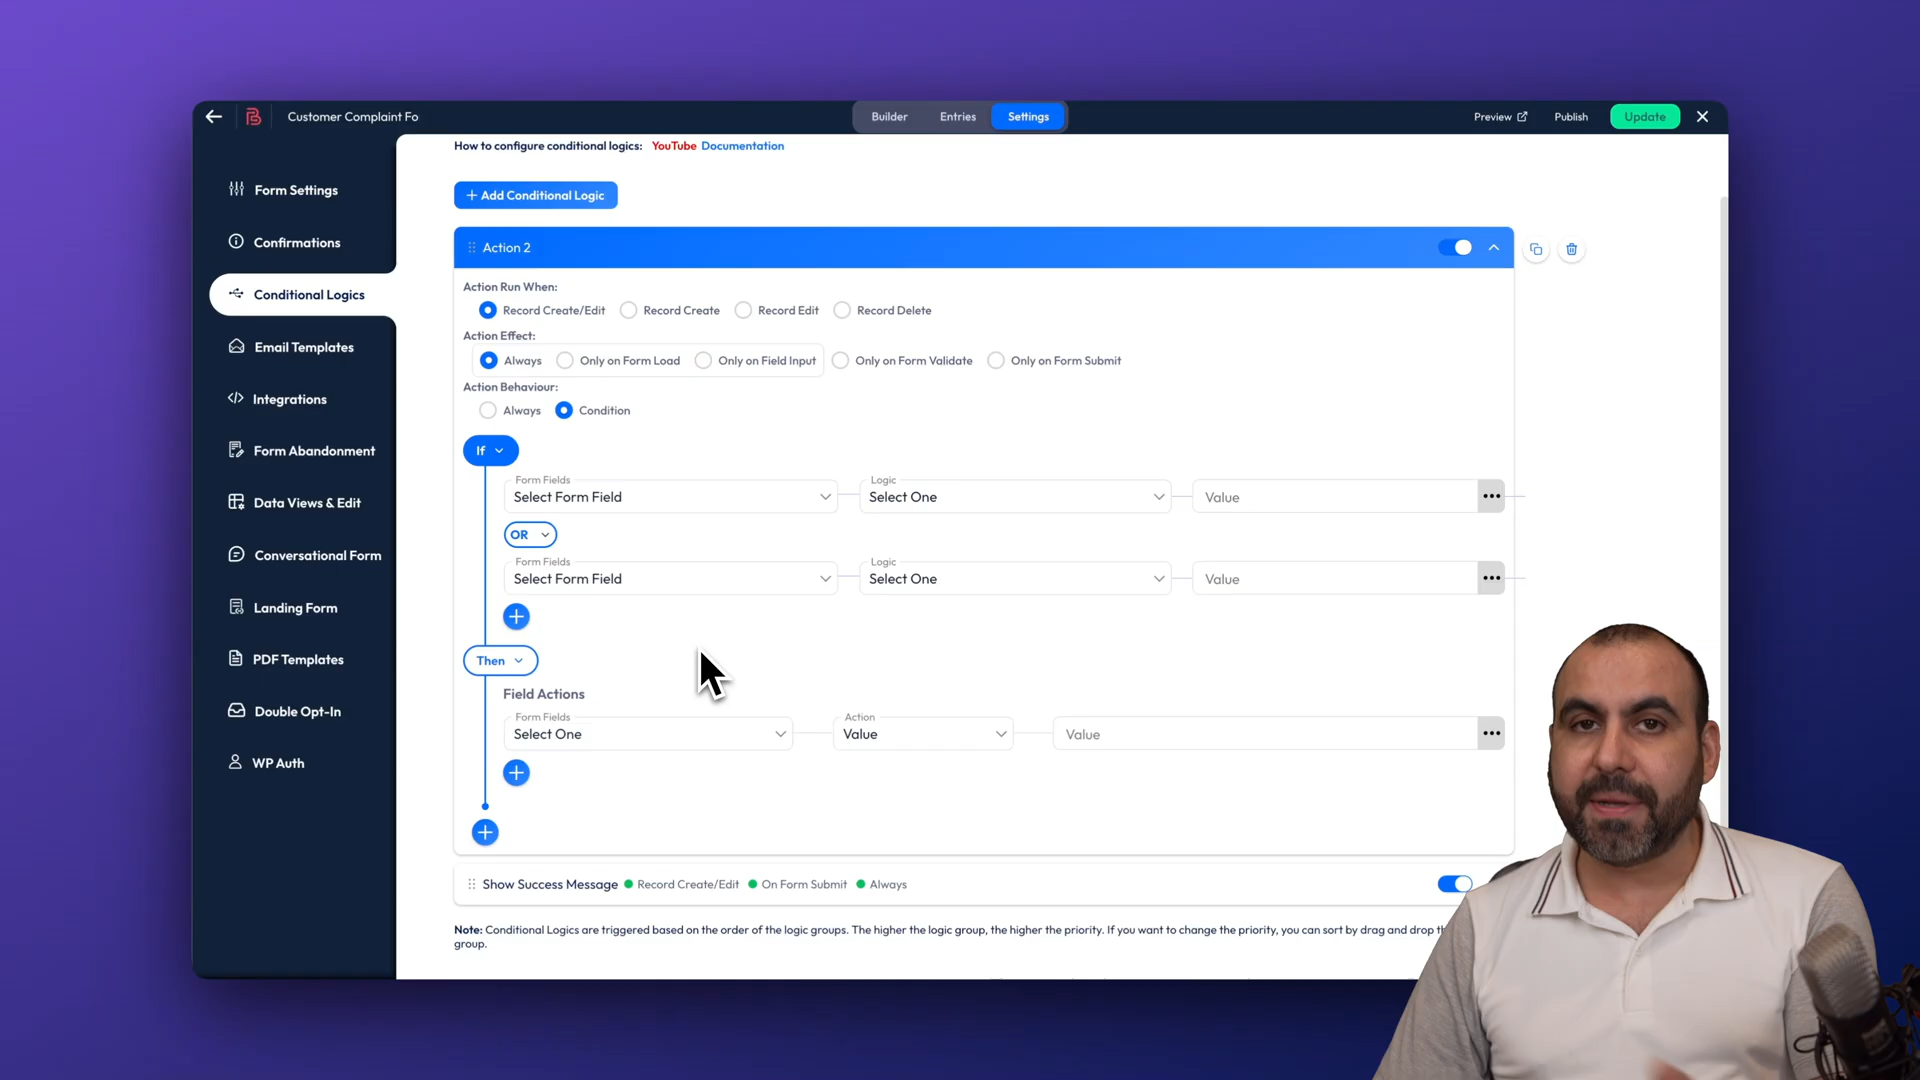 Customer Complaint Fo
Builder
Entries
Settings
Preview
Publish
Update
How to configure conditional logics: YouTube Documentation
Form Settings
Confirmations
Conditional Logics
Email Templates
Integrations
Form Abandonment
Data Views & Edit
Conversational Form
Landing Form
PDF Templates
Double Opt-In
WP Auth
+ Add Conditional Logic
Action 2
Action Run When:
Record Create/Edit
Record Create
Record Edit
Record Delete
Action Effect:
Always
Only on Form Load
Only on Field Input
Only on Form Validate
Only on Form Submit
Action Behaviour:
Always
Condition
If
Form Fields
Select Form Field
Logic
Select One
Value
OR
Form Fields
Select Form Field
Logic
Select One
Value
Then
Field Actions
Form Fields
Select One
Action
Value
Value
Show Success Message
Record Create/Edit
On Form Submit
Always
Note: Conditional Logics are triggered based on the order of the logic groups. The higher the logic group, the higher the priority. If you want to change the priority, you can sort by drag and drop
group.